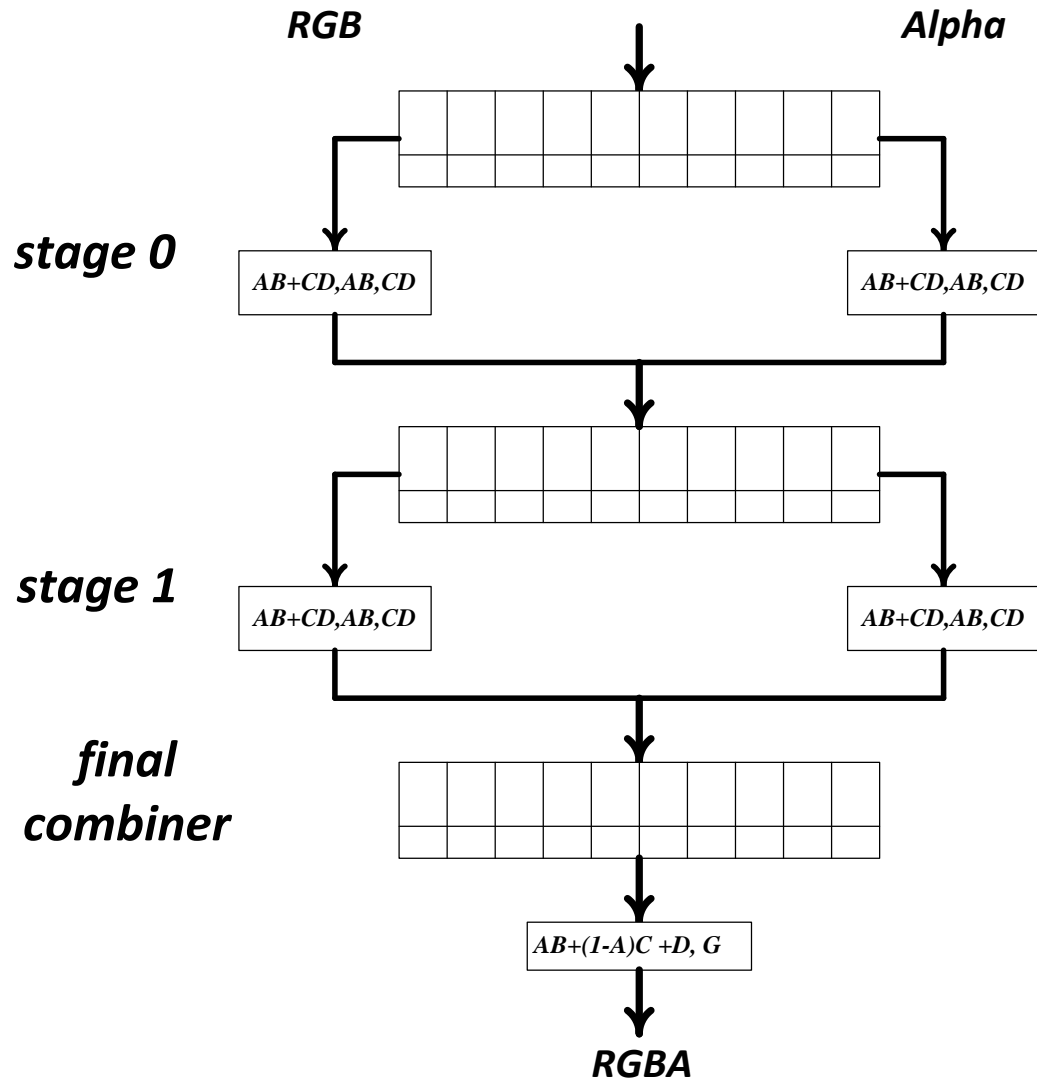 RGB
Alpha
stage 0
AB+CD,AB,CD
AB+CD,AB,CD
stage 1
AB+CD,AB,CD
AB+CD,AB,CD
final
combiner
AB+(1-A)C +D, G
RGBA